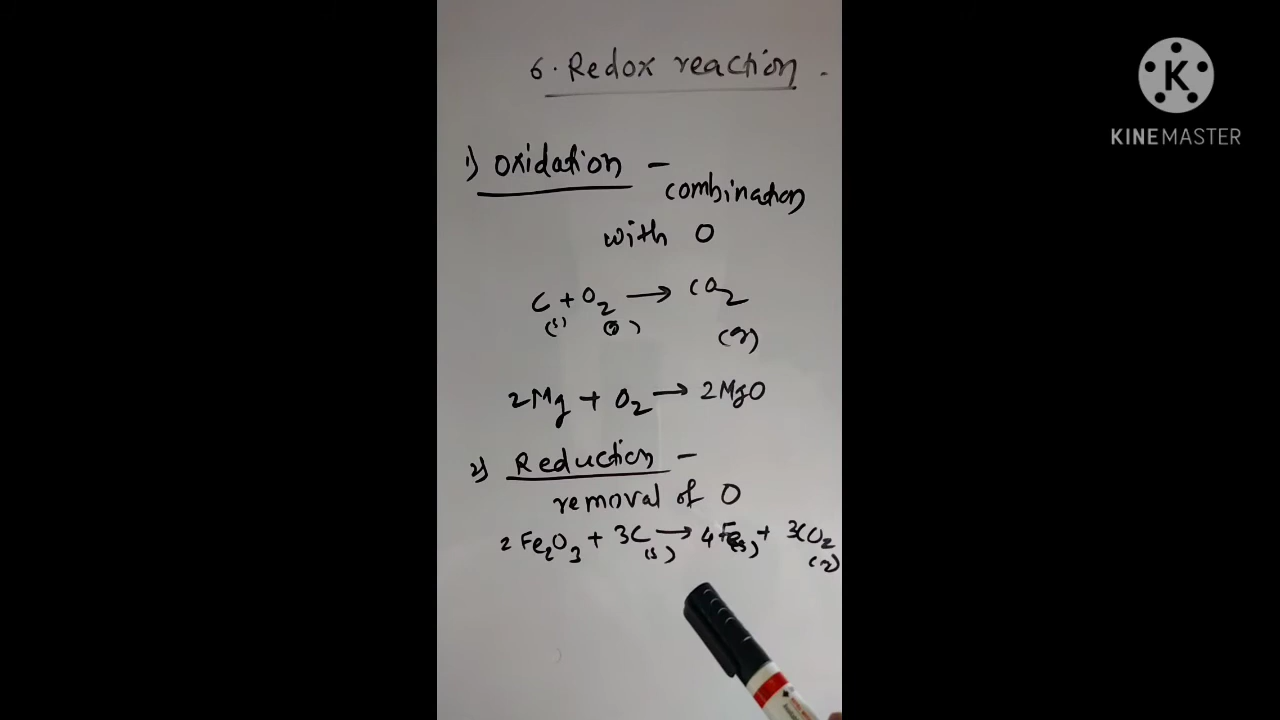 6. Redox reaction.
1) Oxidation -
combination
with O
C + O2 → CO2
(s) (g) (g)
2Mg + O2 → 2MgO
2) Reduction -
removal of O
2Fe2O3 + 3C → 4Fe + 3CO2
(s) (s) (g)
K
KINEMASTER